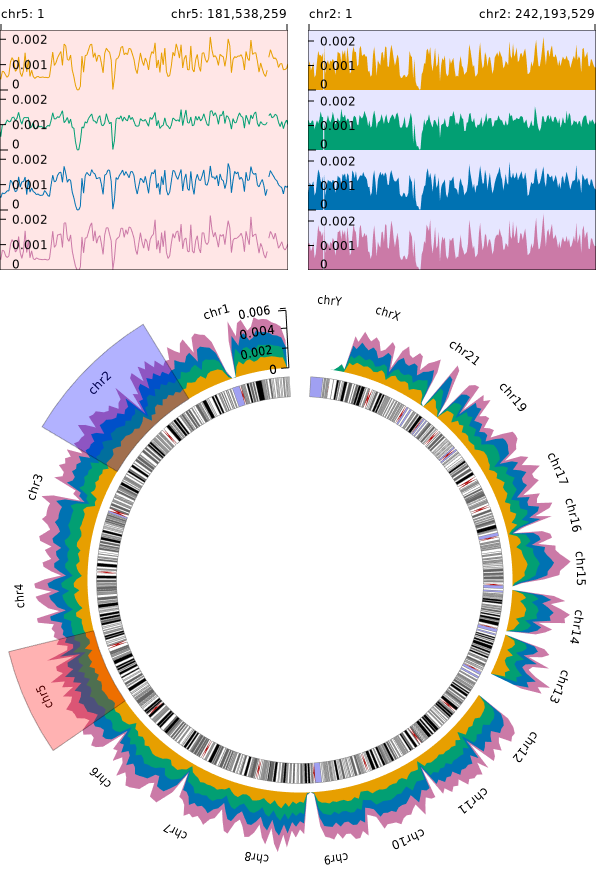 chr5: 1 chr5: 181,538,259 chr2: 1 chr2: 242,193,529
0.002 0.002
0.001 0.001
0 0
0.002 0.002
0.001 0.001
0 0
0.002 0.002
0.001 0.001
0 0
0.002 0.002
0.001 0.001
0 0
chrY
chr1
0.006
0.004
0.002
0
chrX
chr21
chr19
chr17
chr16
chr15
chr14
chr13
chr12
chr11
chr10
chr9
chr8
chr7
chr6
chr5
chr4
chr3
chr2